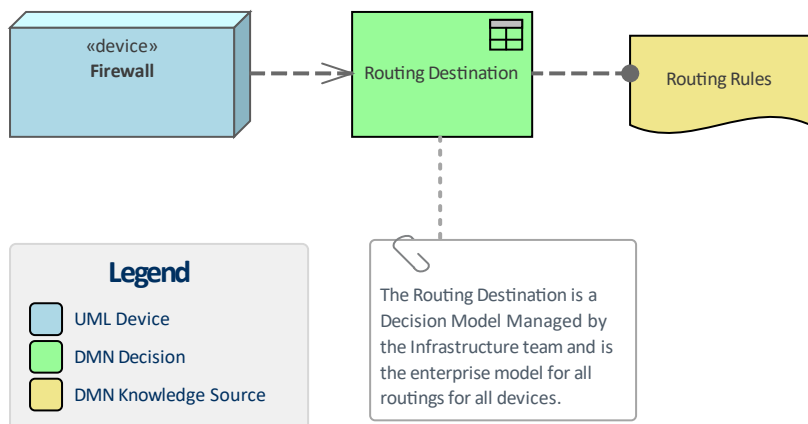 «device»
Firewall
Routing Destination
Routing Rules
Legend
UML Device
DMN Decision
DMN Knowledge Source
The Routing Destination is a
Decision Model Managed by
the Infrastructure team and is
the enterprise model for all
routings for all devices.